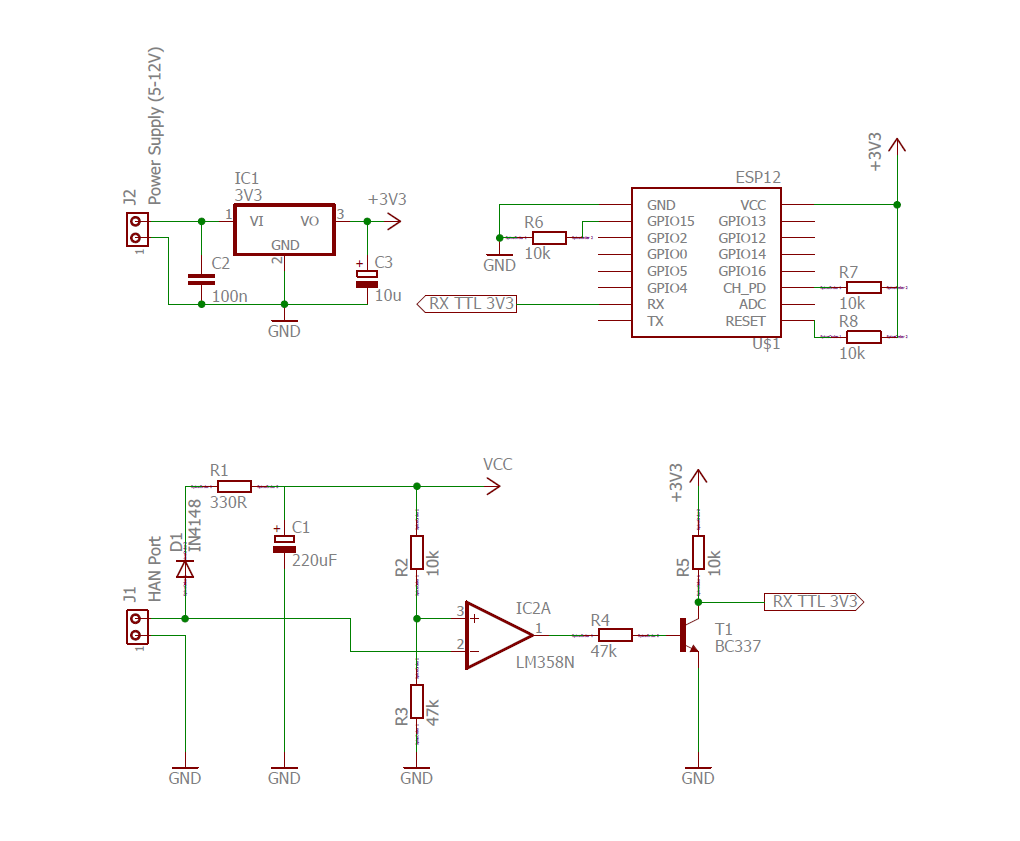 J2
Power Supply (5-12V)
1
IC1
3V3
1
VI
VO
3
GND
2
+3V3
C2
100n
+
C3
10u
GND
ESP12
GND
GPIO15
GPIO2
GPIO0
GPIO5
GPIO4
RX
TX
VCC
GPIO13
GPIO12
GPIO14
GPIO16
CH_PD
ADC
RESET
U$1
R6
10k
GND
RX TTL 3V3
+3V3
R7
10k
R8
10k
J1
HAN Port
1
D1
IN4148
R1
330R
+
C1
220uF
VCC
R2
10k
R3
47k
3
+
2
−
1
IC2A
LM358N
R4
47k
+3V3
R5
10k
RX TTL 3V3
T1
BC337
GND
GND
GND
GND